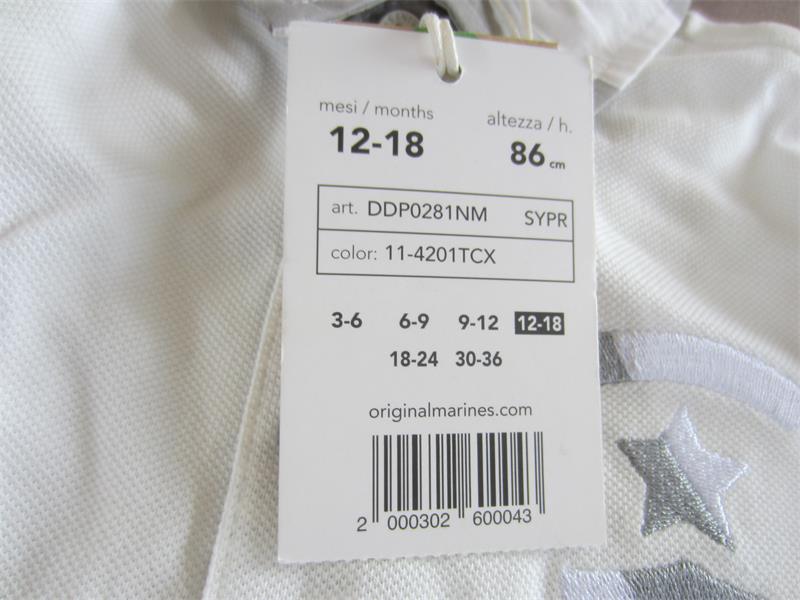 mesi / months altezza / h.
12-18 86 cm
art. DDP0281NM SYPR
color: 11-4201TCX
3-6 6-9 9-12 12-18
18-24 30-36
originalmarines.com
2 000302 600043